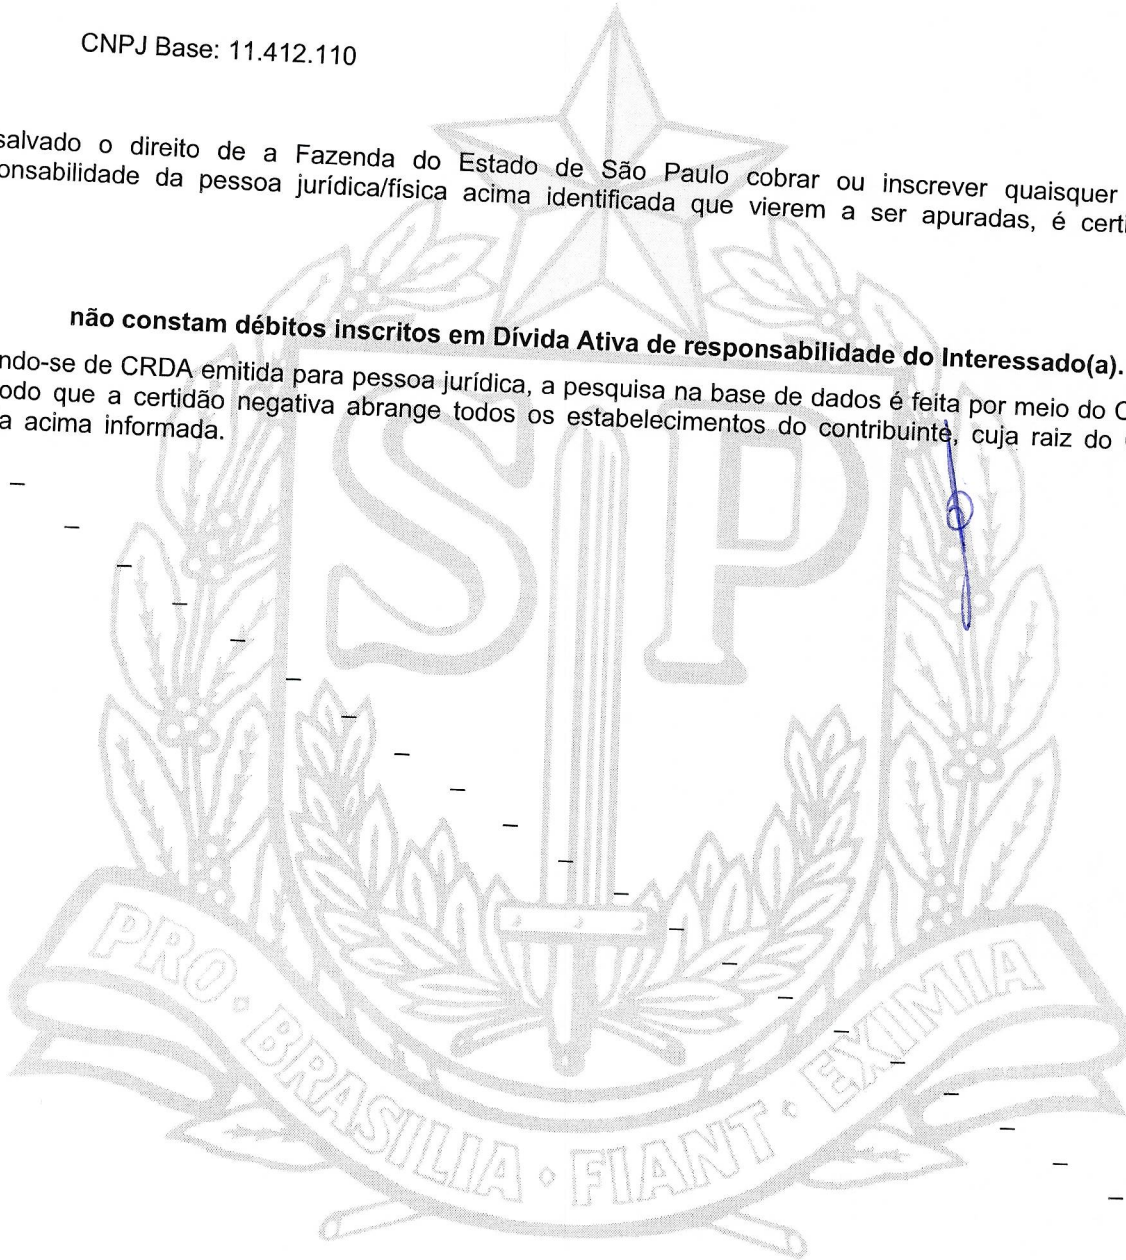 CNPJ Base: 11.412.110
salvado o direito de a Fazenda do Estado de São Paulo cobrar ou inscrever quaisquer
onsabilidade da pessoa jurídica/física acima identificada que vierem a ser apuradas, é certi
não constam débitos inscritos em Dívida Ativa de responsabilidade do Interessado(a).
ndo-se de CRDA emitida para pessoa jurídica, a pesquisa na base de dados é feita por meio do C
odo que a certidão negativa abrange todos os estabelecimentos do contribuinte, cuja raiz do
a acima informada.
SP
PRO · BRASILIA · FIANT · EXIMIA